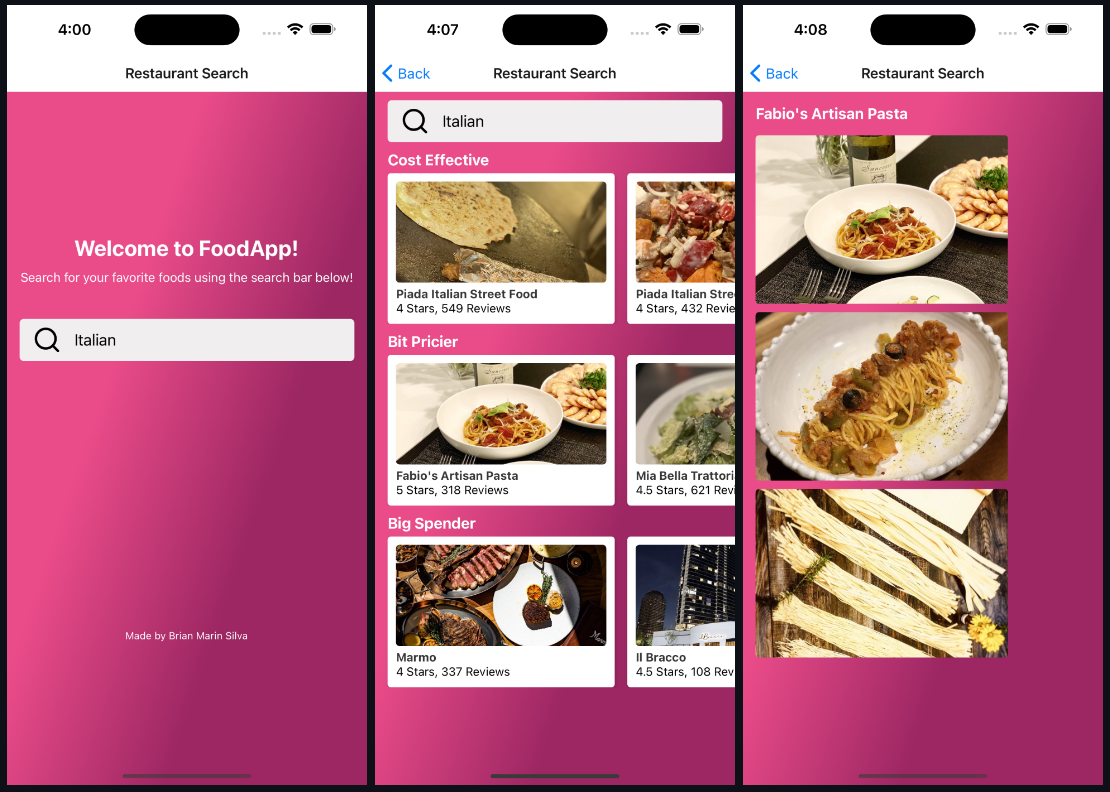 4:00
Restaurant Search
Welcome to FoodApp!
Search for your favorite foods using the search bar below!
Italian
Made by Brian Marin Silva
4:07
Back
Restaurant Search
Italian
Cost Effective
Piada Italian Street Food
4 Stars, 549 Reviews
Piada Italian Stre
4 Stars, 432 Revie
Bit Pricier
Fabio's Artisan Pasta
5 Stars, 318 Reviews
Mia Bella Trattori
4.5 Stars, 621 Revi
Big Spender
Marmo
4 Stars, 337 Reviews
Il Bracco
4.5 Stars, 108 Rev
4:08
Back
Restaurant Search
Fabio's Artisan Pasta